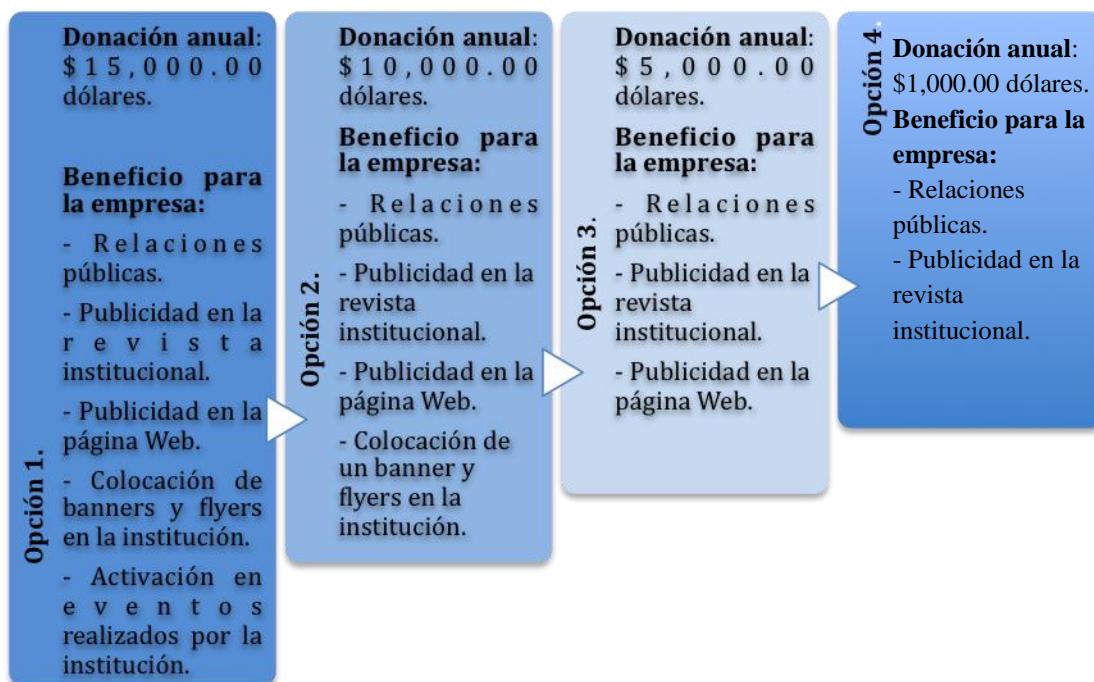 Opción 1.
Donación anual:
$15,000.00
dólares.
Beneficio para
la empresa:
- Relaciones
públicas.
- Publicidad en la
revista
institucional.
- Publicidad en la
página Web.
- Colocación de
banners y flyers
en la institución.
- Activación en
eventos
realizados por la
institución.
Opción 2.
Donación anual:
$10,000.00
dólares.
Beneficio para
la empresa:
- Relaciones
públicas.
- Publicidad en la
revista
institucional.
- Publicidad en la
página Web.
- Colocación de
un banner y
flyers en la
institución.
Opción 3.
Donación anual:
$5,000.00
dólares.
Beneficio para
la empresa:
- Relaciones
públicas.
- Publicidad en la
revista
institucional.
- Publicidad en la
página Web.
Opción 4.
Donación anual:
$1,000.00 dólares.
Beneficio para la
empresa:
- Relaciones
públicas.
- Publicidad en la
revista
institucional.